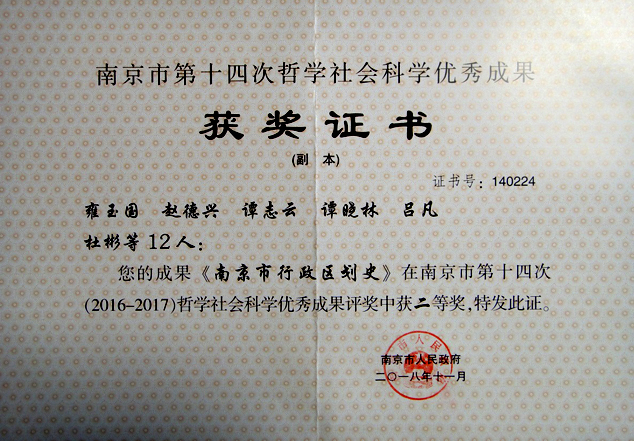 南京市第十四次哲学社会科学优秀成果
获奖证书
(副 本)
证书号：140224
雍玉国 赵德兴 谭志云 谭晓林 吕凡
杜彬等12人：
您的成果《南京市行政区划史》在南京市第十四次
(2016-2017)哲学社会科学优秀成果评奖中获二等奖，特发此证。
南京市人民政府
二〇一八年十一月